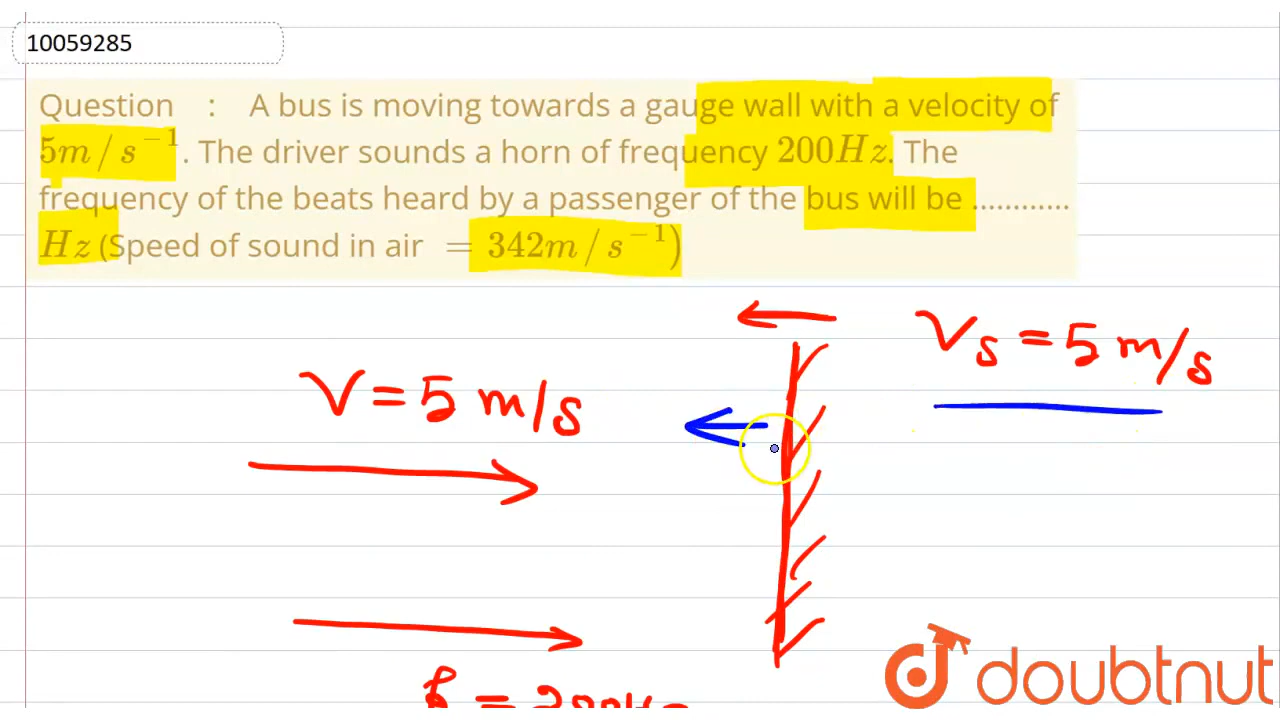 10059285
Question : A bus is moving towards a gauge wall with a velocity of
5m/s⁻¹. The driver sounds a horn of frequency 200Hz. The
frequency of the beats heard by a passenger of the bus will be ............
Hz (Speed of sound in air = 342m/s⁻¹)
Vs = 5 m/s
V = 5 m/s
doubtnut